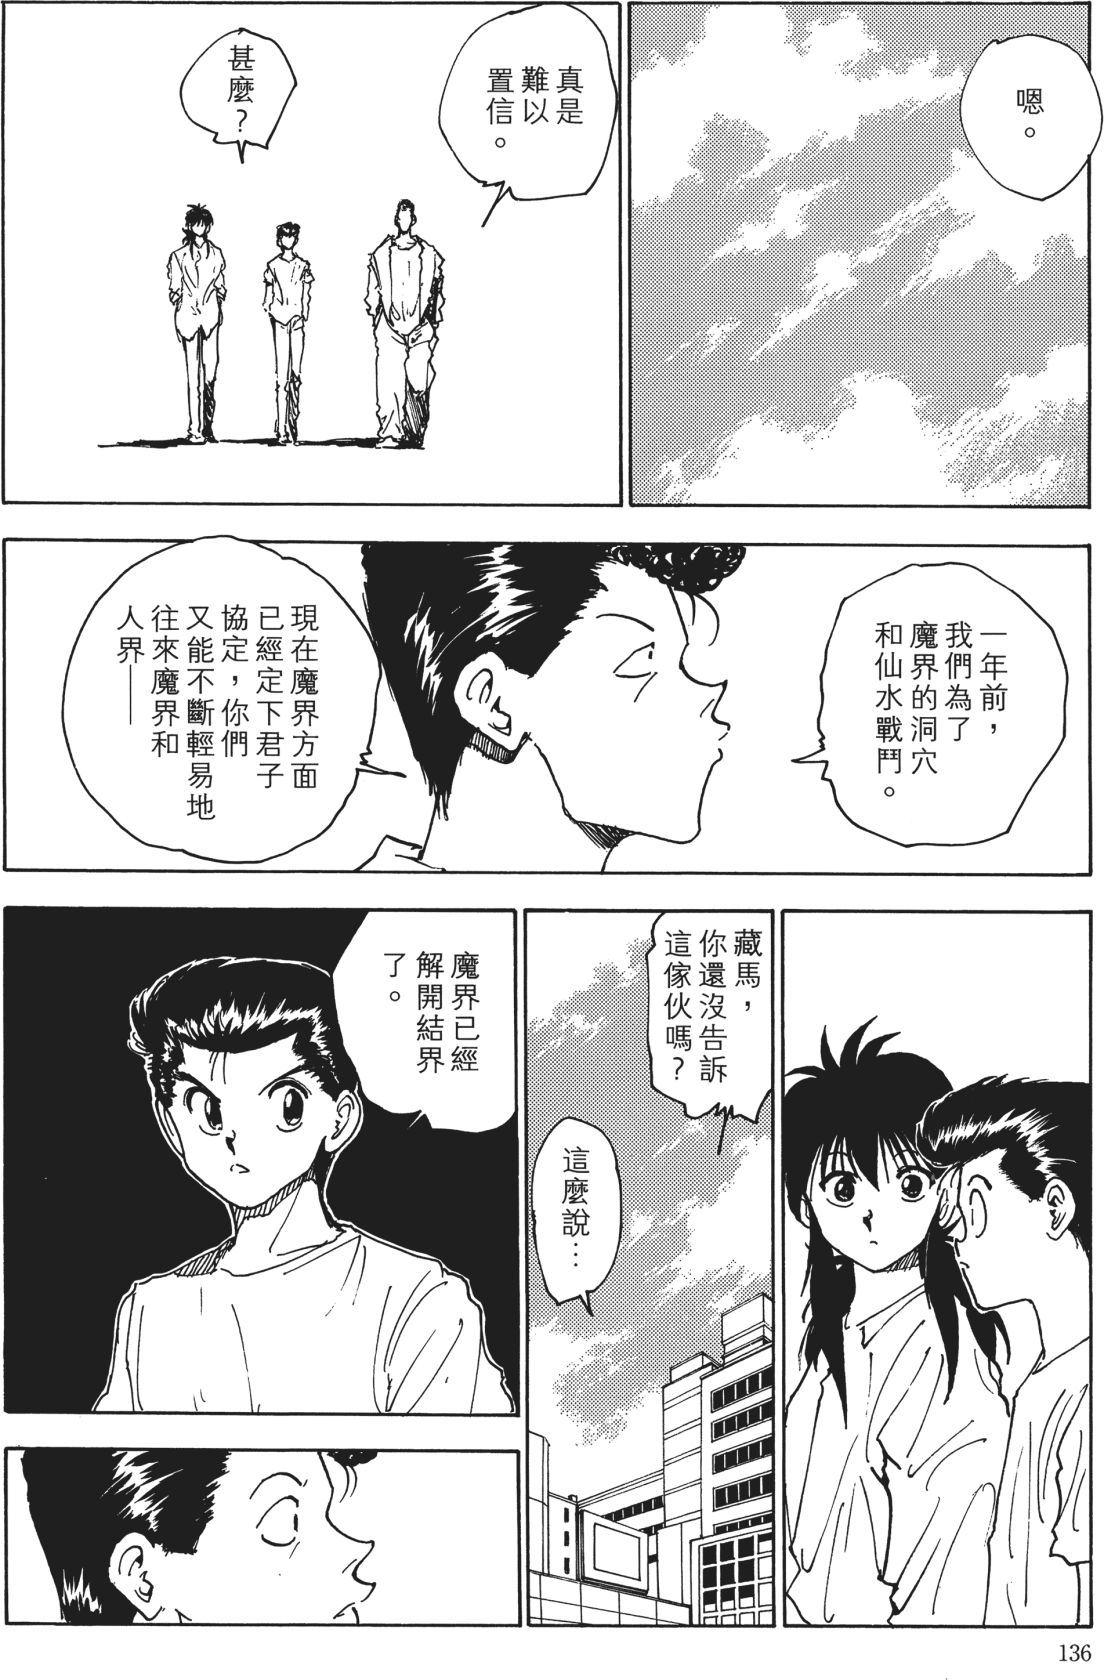 嗯。
真是
難以
置信。
甚麼？
一年前，
我們為了
魔界的洞穴
和仙水戰鬥。
現在魔界方面
已經定下君子
協定，你們
又能不斷輕易地
往來魔界和
人界——
藏馬，
你還沒告訴
這傢伙嗎？
這麼說…
魔界已經
解開結界
了。
136